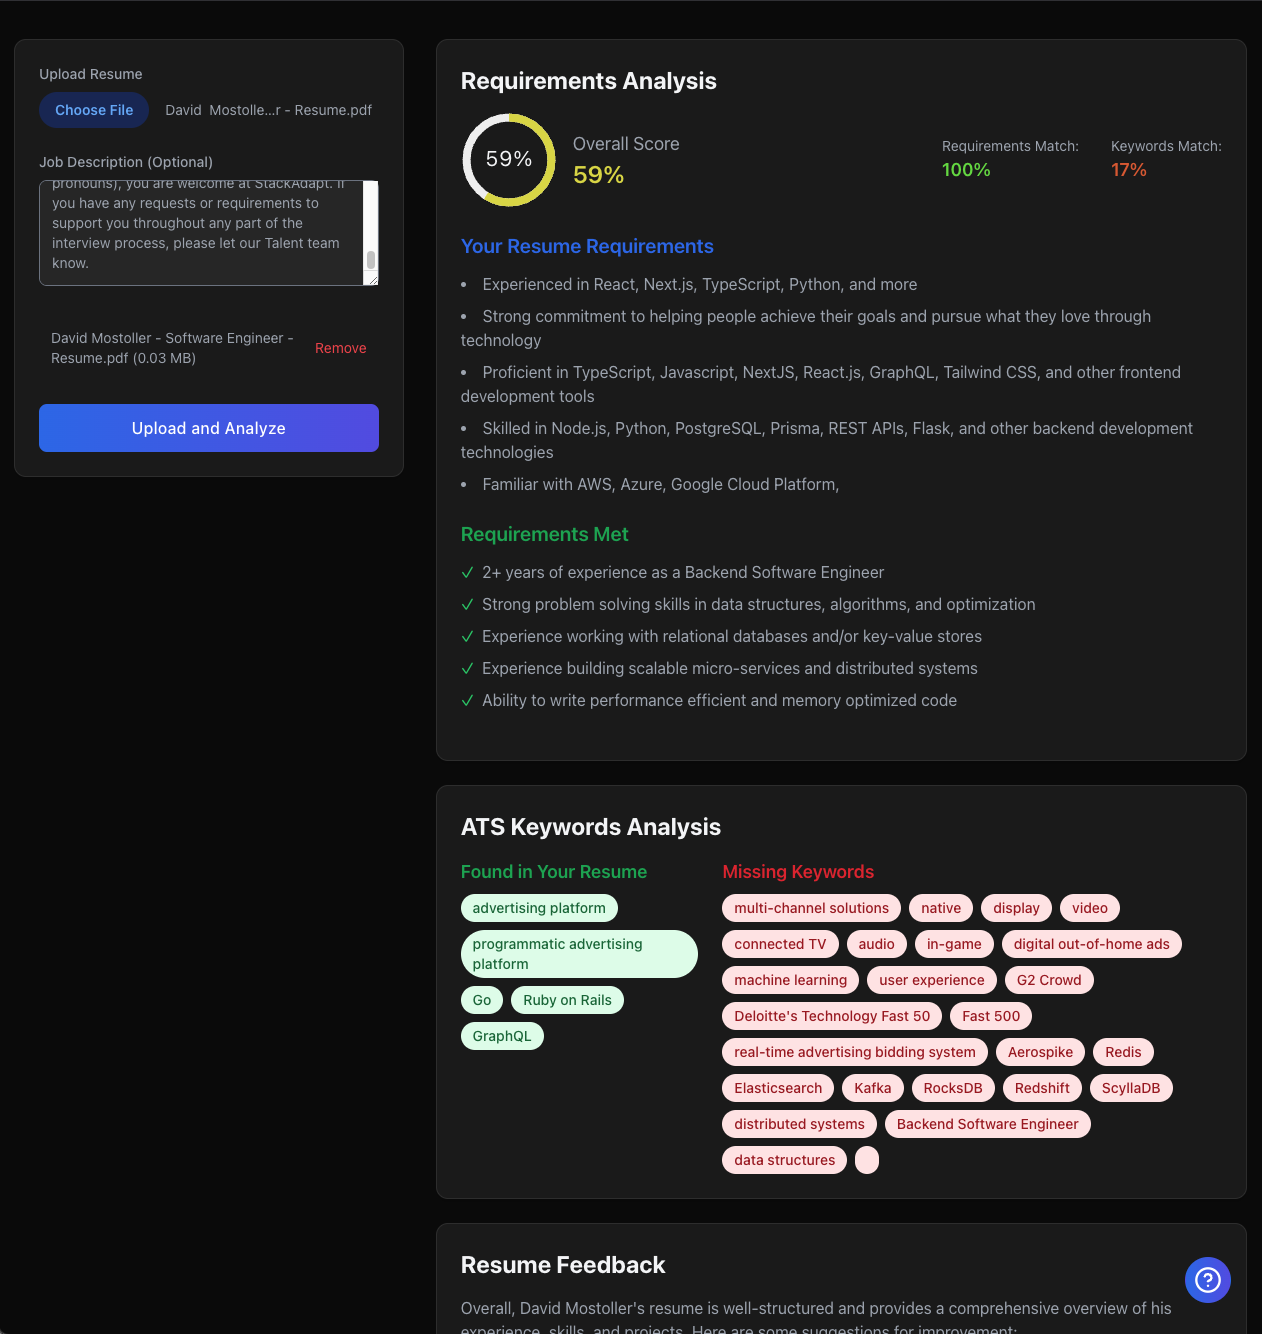 Upload Resume
Choose File
David Mostolle...r - Resume.pdf
Job Description (Optional)
pronouns), you are welcome at StackAdapt. If
you have any requests or requirements to
support you throughout any part of the
interview process, please let our Talent team
know.
David Mostoller - Software Engineer -
Resume.pdf (0.03 MB)
Remove
Upload and Analyze
Requirements Analysis
59%
Overall Score
59%
Requirements Match:
100%
Keywords Match:
17%
Your Resume Requirements
• Experienced in React, Next.js, TypeScript, Python, and more
• Strong commitment to helping people achieve their goals and pursue what they love through
technology
• Proficient in TypeScript, Javascript, NextJS, React.js, GraphQL, Tailwind CSS, and other frontend
development tools
• Skilled in Node.js, Python, PostgreSQL, Prisma, REST APIs, Flask, and other backend development
technologies
• Familiar with AWS, Azure, Google Cloud Platform,
Requirements Met
✓ 2+ years of experience as a Backend Software Engineer
✓ Strong problem solving skills in data structures, algorithms, and optimization
✓ Experience working with relational databases and/or key-value stores
✓ Experience building scalable micro-services and distributed systems
✓ Ability to write performance efficient and memory optimized code
ATS Keywords Analysis
Found in Your Resume
advertising platform
programmatic advertising
platform
Go Ruby on Rails
GraphQL
Missing Keywords
multi-channel solutions native display video
connected TV audio in-game digital out-of-home ads
machine learning user experience G2 Crowd
Deloitte's Technology Fast 50 Fast 500
real-time advertising bidding system Aerospike Redis
Elasticsearch Kafka RocksDB Redshift ScyllaDB
distributed systems Backend Software Engineer
data structures
Resume Feedback
Overall, David Mostoller's resume is well-structured and provides a comprehensive overview of his
experience, skills, and projects. Here are some suggestions for improvement:
?